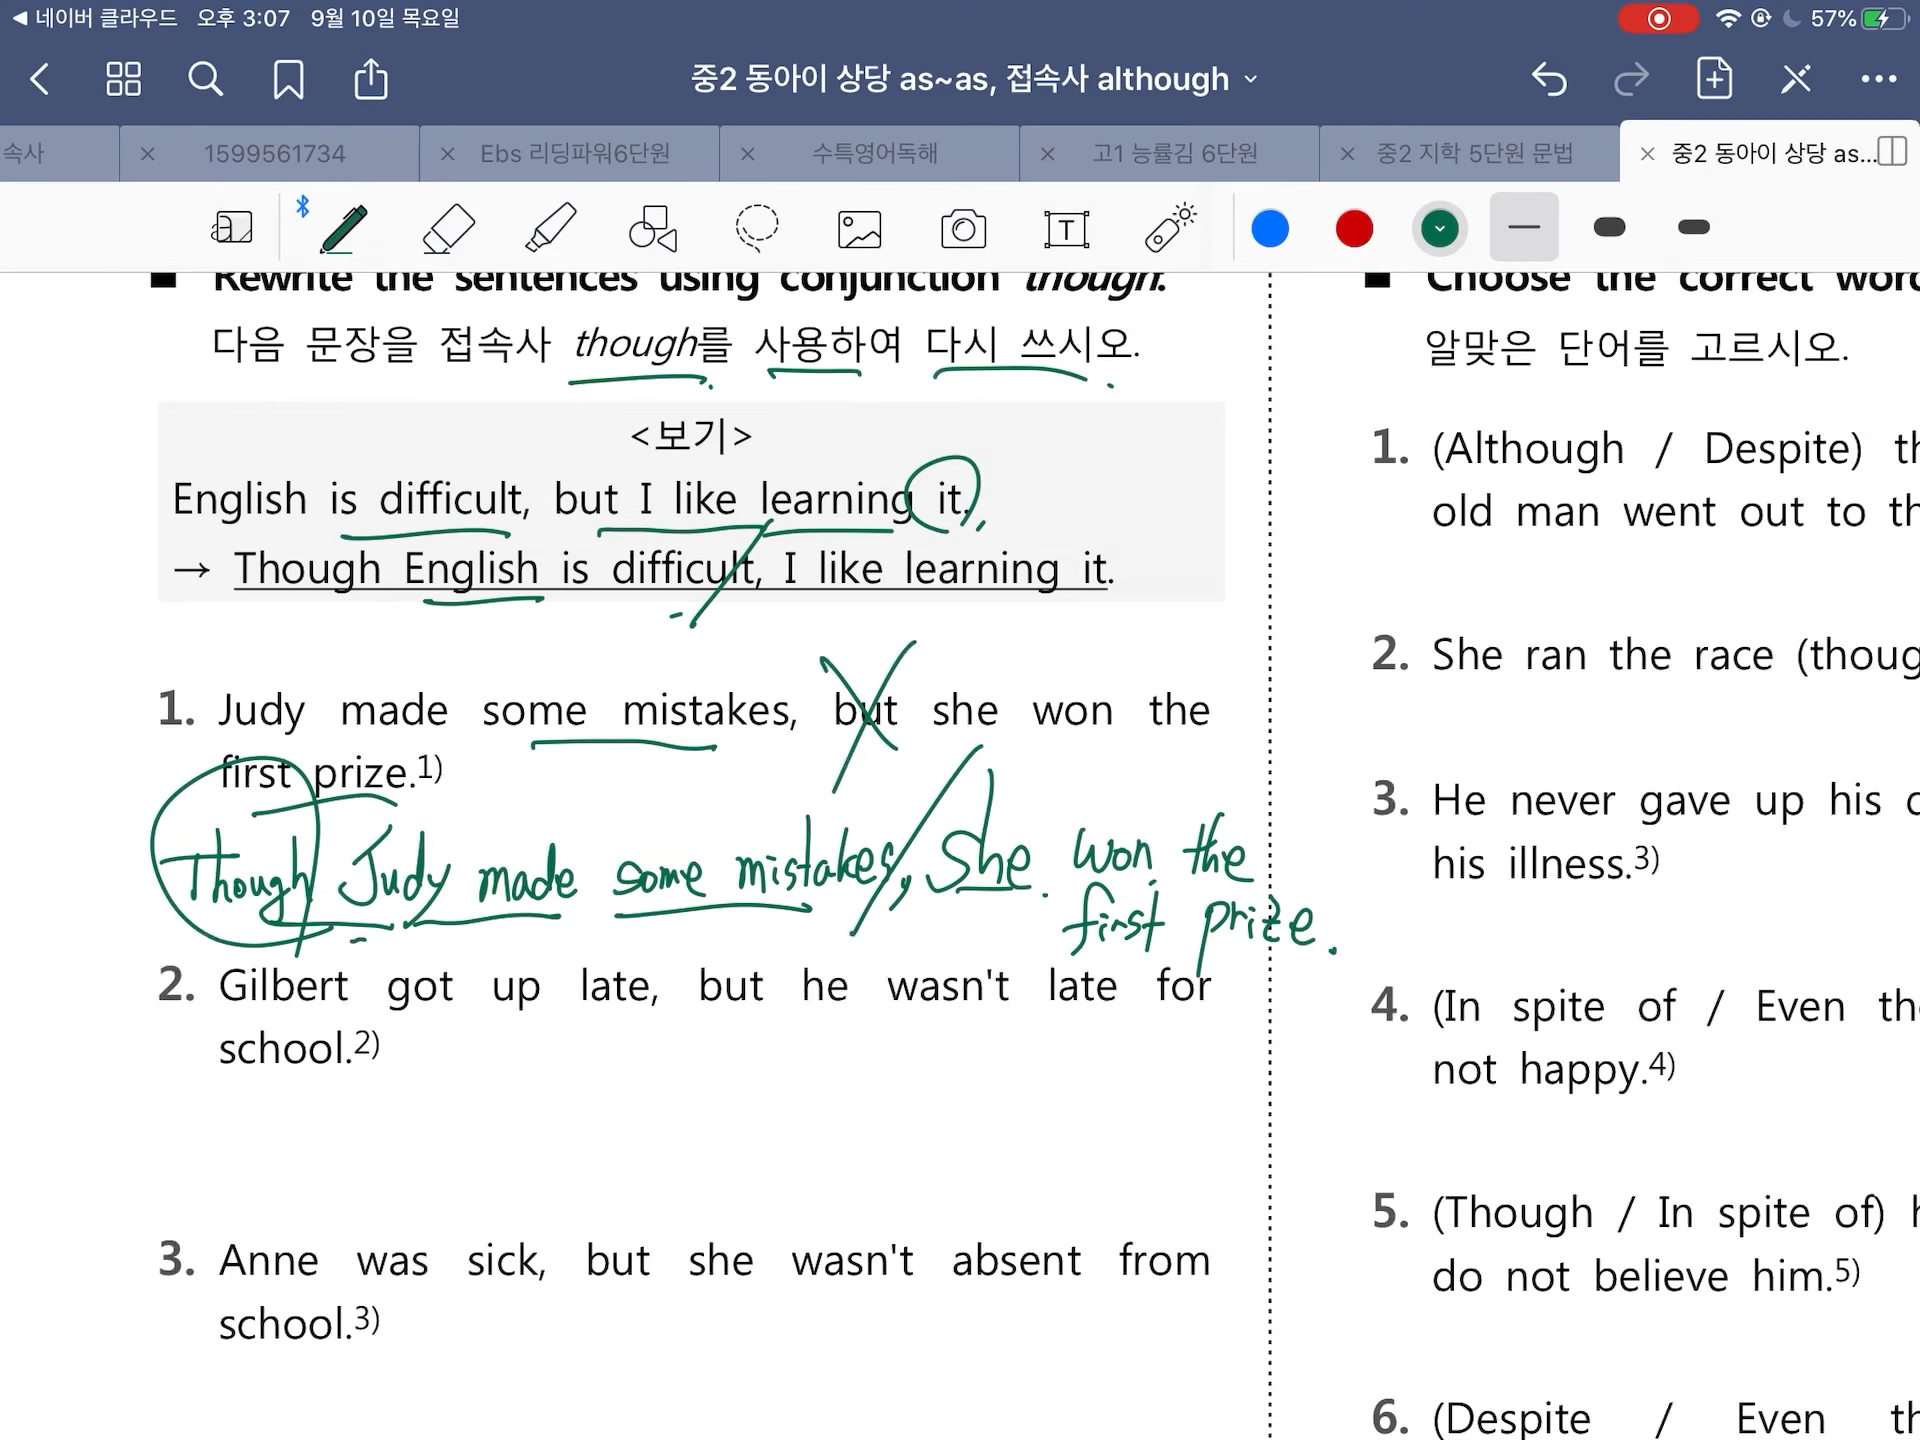 ◀ 네이버 클라우드 오후 3:07 9월 10일 목요일 57%
중2 동아이 상당 as~as, 접속사 although
속사 × 1599561734 × Ebs 리딩파워6단원 × 수특영어독해 × 고1 능률김 6단원 × 중2 지학 5단원 문법 × 중2 동아이 상당 as...
■ Rewrite the sentences using conjunction though.
다음 문장을 접속사 though를 사용하여 다시 쓰시오.
<보기>
English is difficult, but I like learning it.
→ Though English is difficult, I like learning it.
1. Judy made some mistakes, but she won the
first prize.1)
Though Judy made some mistakes, She won the
first prize.
2. Gilbert got up late, but he wasn't late for
school.2)
3. Anne was sick, but she wasn't absent from
school.3)
■ Choose the correct
알맞은 단어를 고르시오.
1. (Although / Despite)
old man went out to
2. She ran the race
3. He never gave up his
his illness.3)
4. (In spite of / Even
not happy.4)
5. (Though / In spite of)
do not believe him.5)
6. (Despite / Even